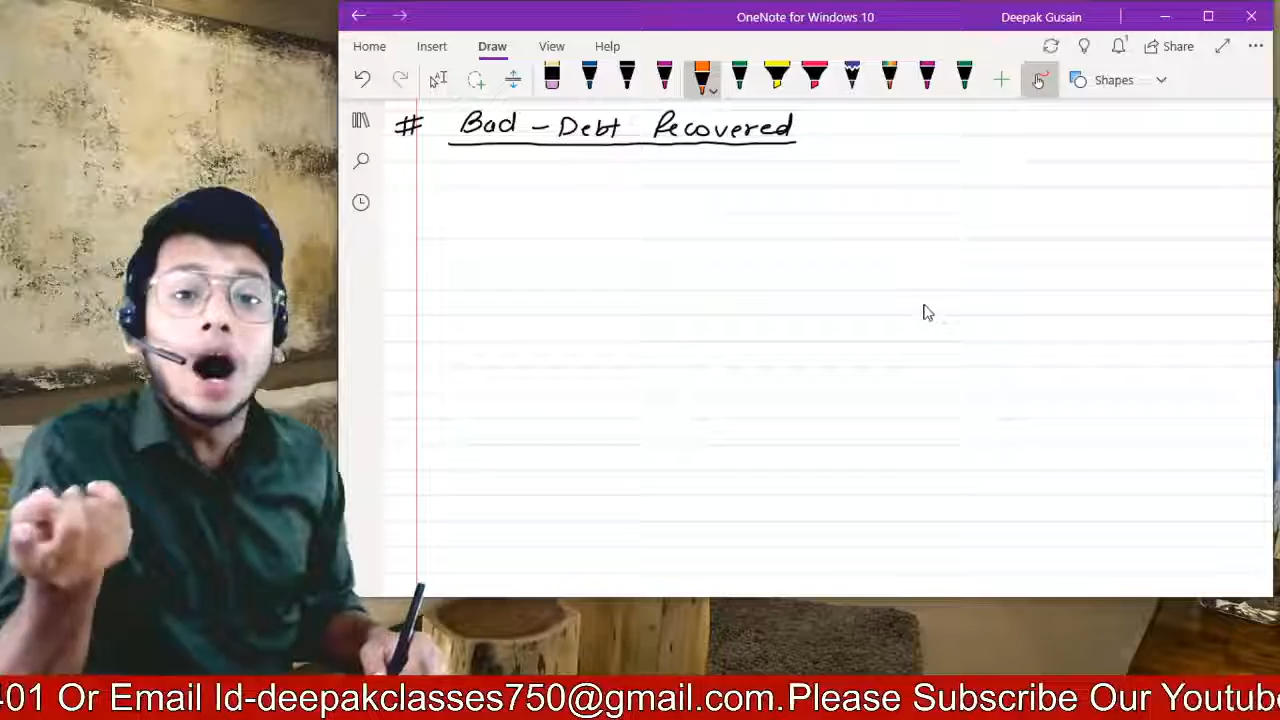 OneNote for Windows 10
Deepak Gusain
Home Insert Draw View Help
Share
Shapes
# Bad - Debt Recovered
401 Or Email Id-deepakclasses750@gmail.com.Please Subscribe Our Youtub